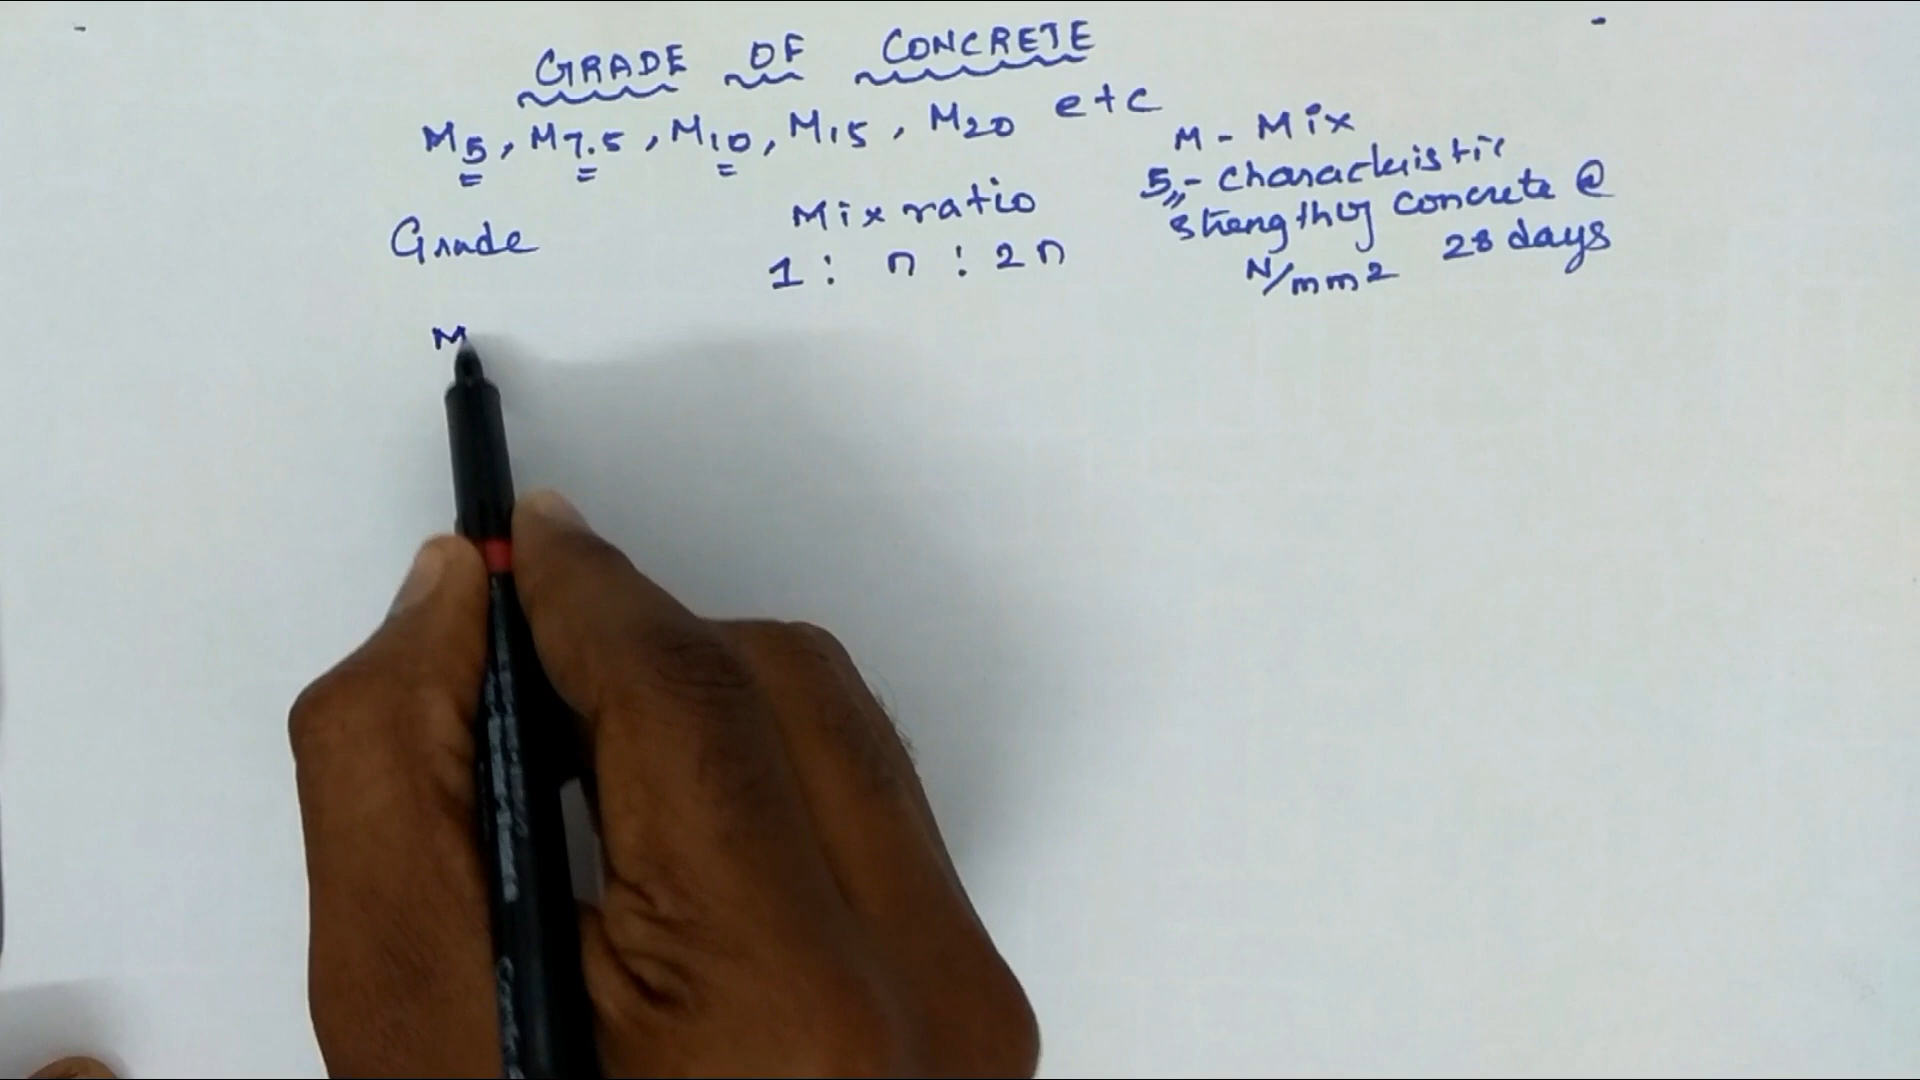 GRADE OF CONCRETE
M5, M7.5, M10, M15, M20 etc
M - Mix
5,,- characteristic
strength of concrete @
28 days
N/mm2
Grade
Mix ratio
1 : n : 2n
M